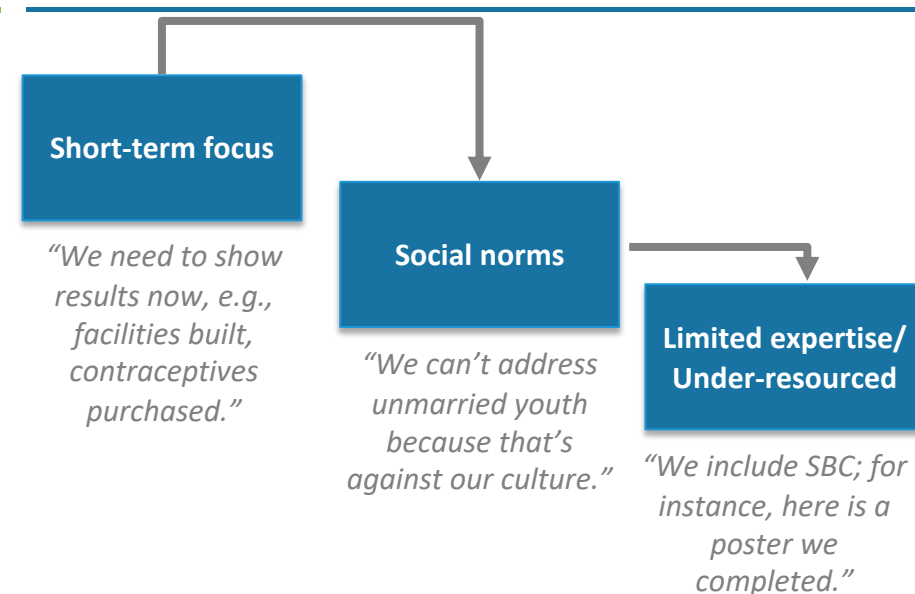 Short-term focus
“We need to show
results now, e.g.,
facilities built,
contraceptives
purchased.”
Social norms
“We can’t address
unmarried youth
because that’s
against our culture.”
Limited expertise/
Under-resourced
“We include SBC; for
instance, here is a
poster we
completed.”